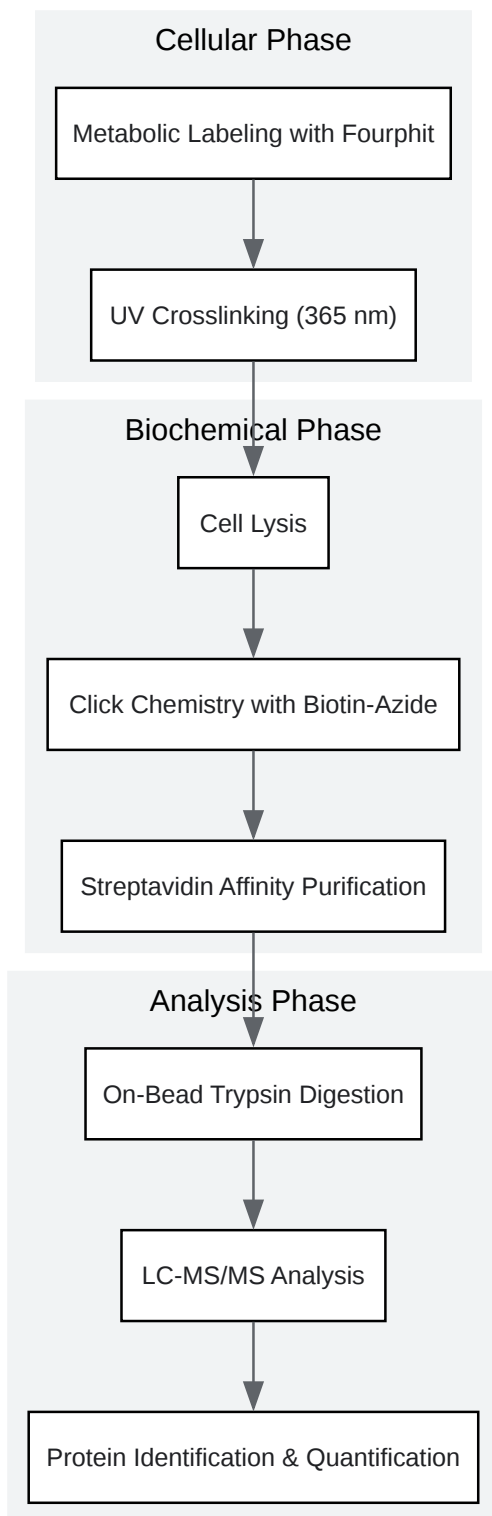 Cellular Phase
Metabolic Labeling with Fourphit
UV Crosslinking (365 nm)
Biochemical Phase
Cell Lysis
Click Chemistry with Biotin-Azide
Streptavidin Affinity Purification
Analysis Phase
On-Bead Trypsin Digestion
LC-MS/MS Analysis
Protein Identification & Quantification